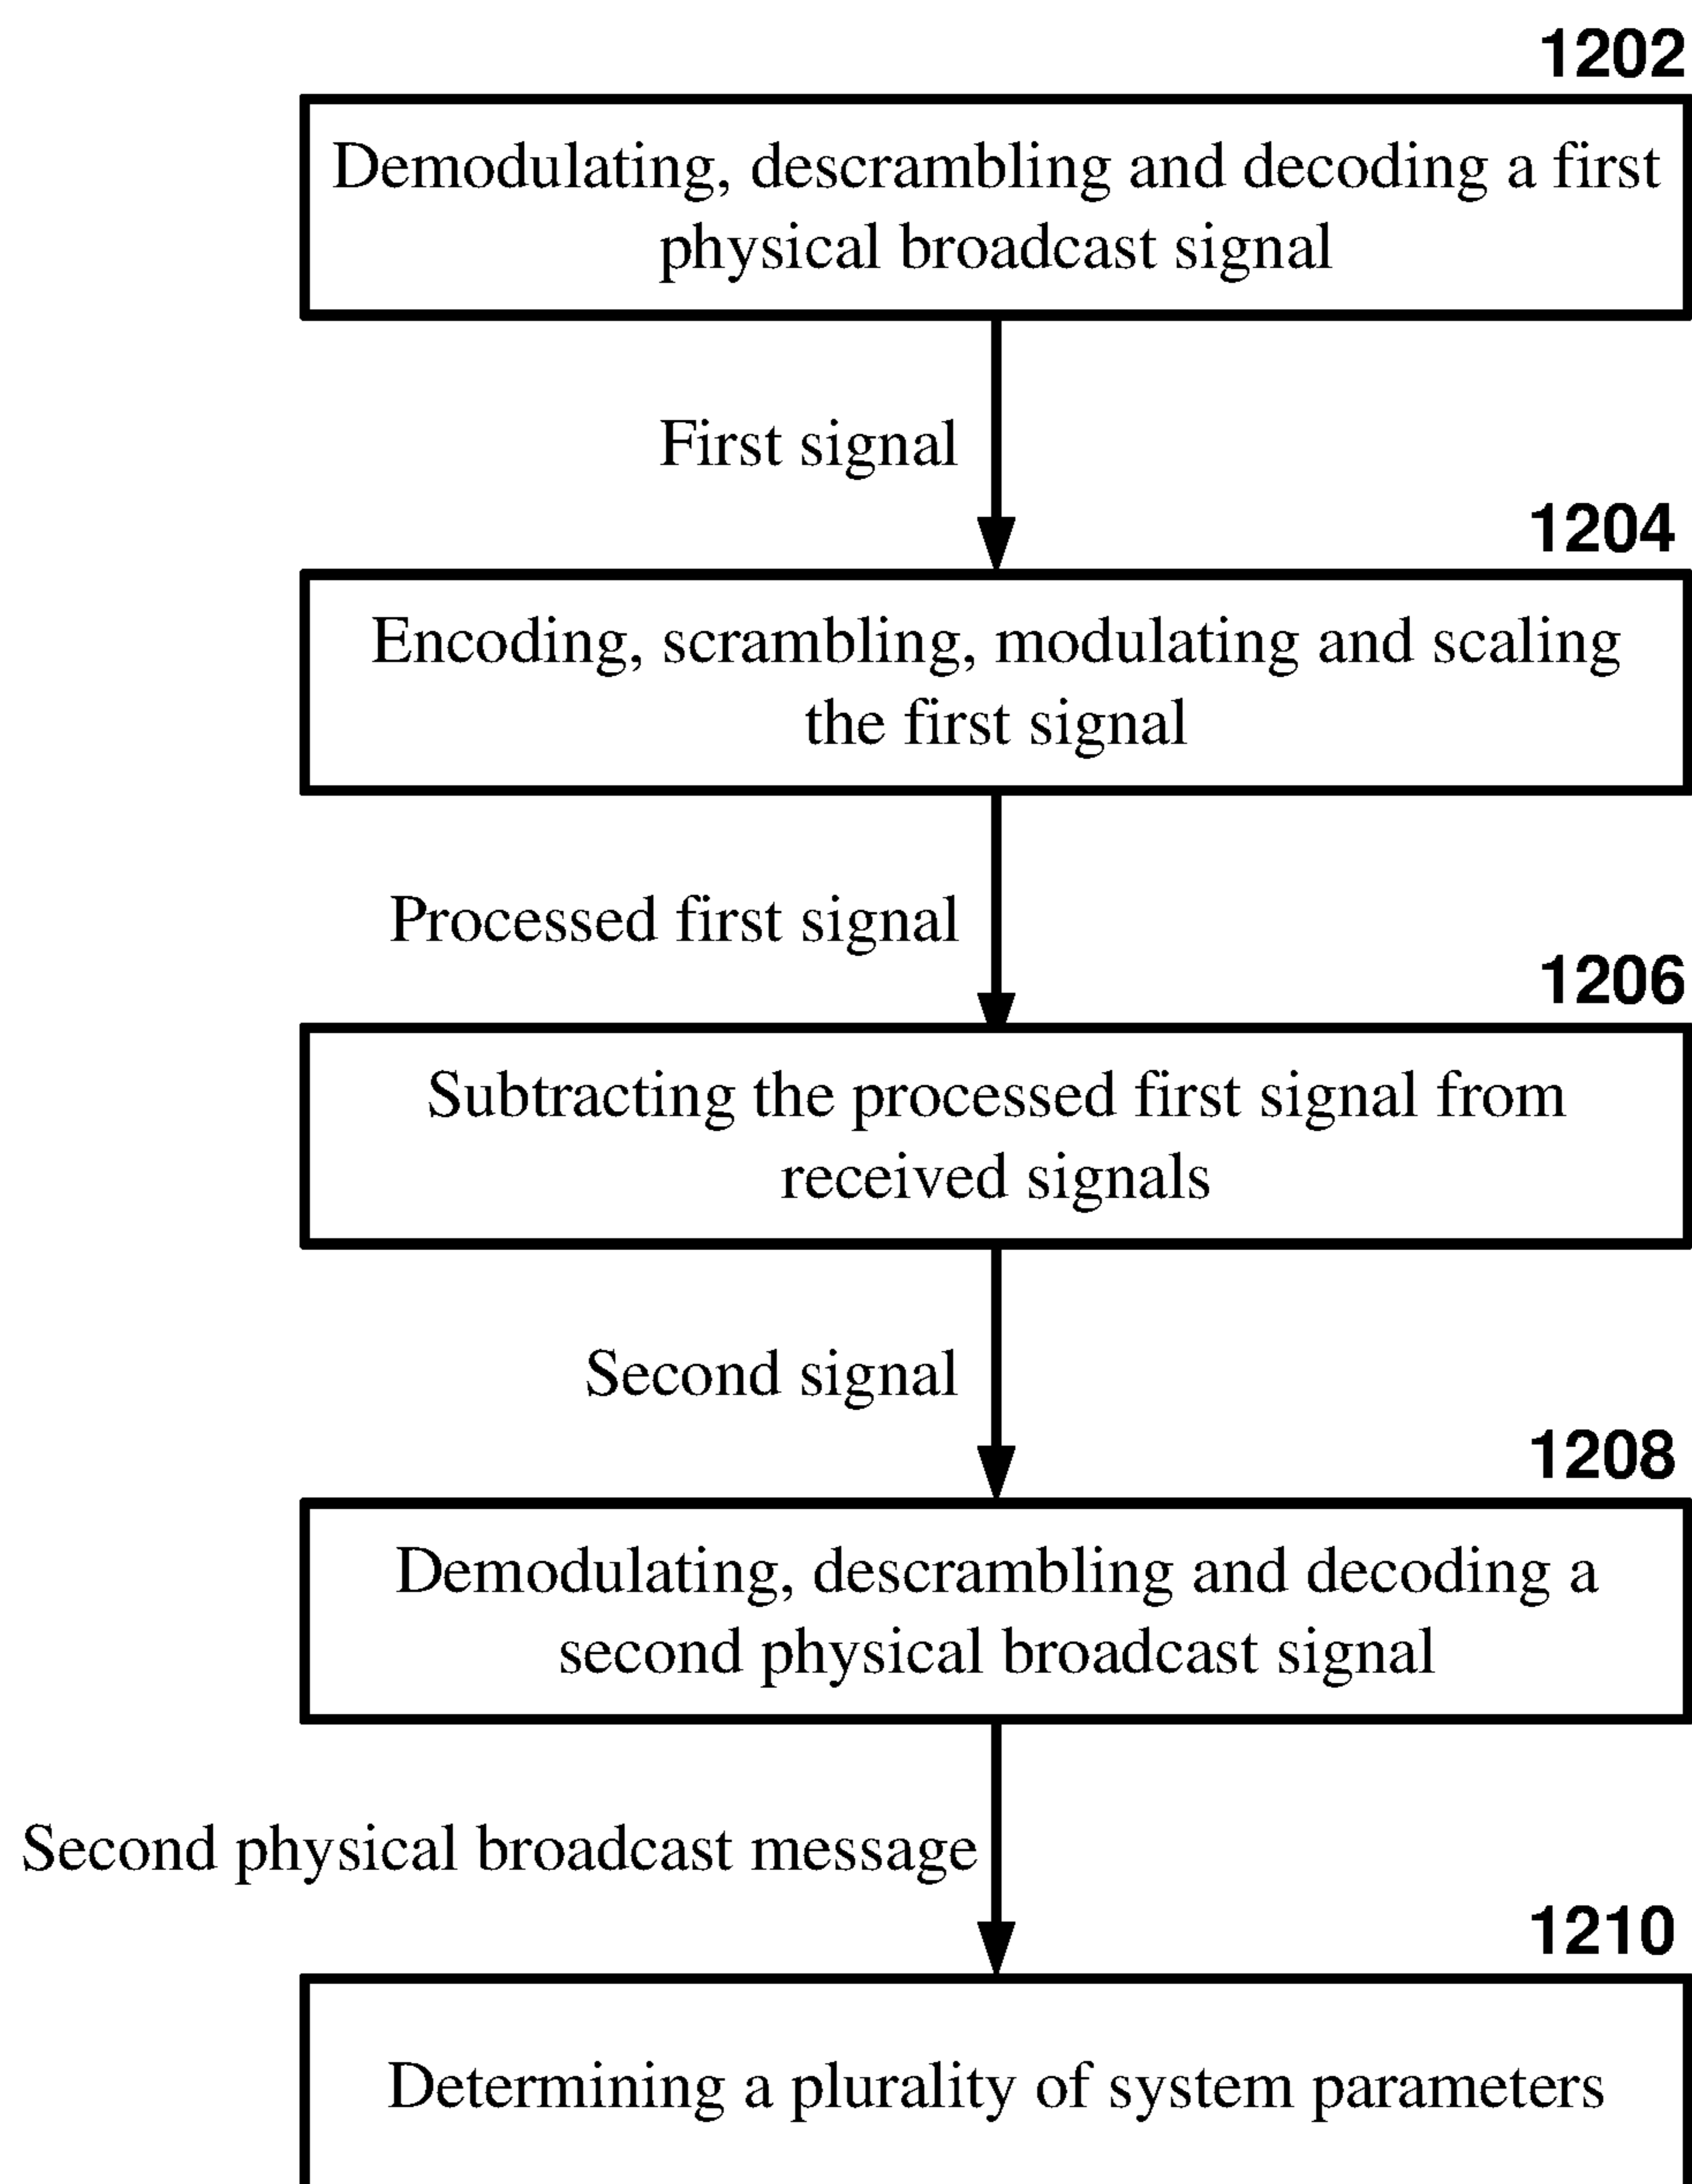 1202
Demodulating, descrambling and decoding a first
physical broadcast signal
First signal
1204
Encoding, scrambling, modulating and scaling
the first signal
Processed first signal
1206
Subtracting the processed first signal from
received signals
Second signal
1208
Demodulating, descrambling and decoding a
second physical broadcast signal
Second physical broadcast message
1210
Determining a plurality of system parameters